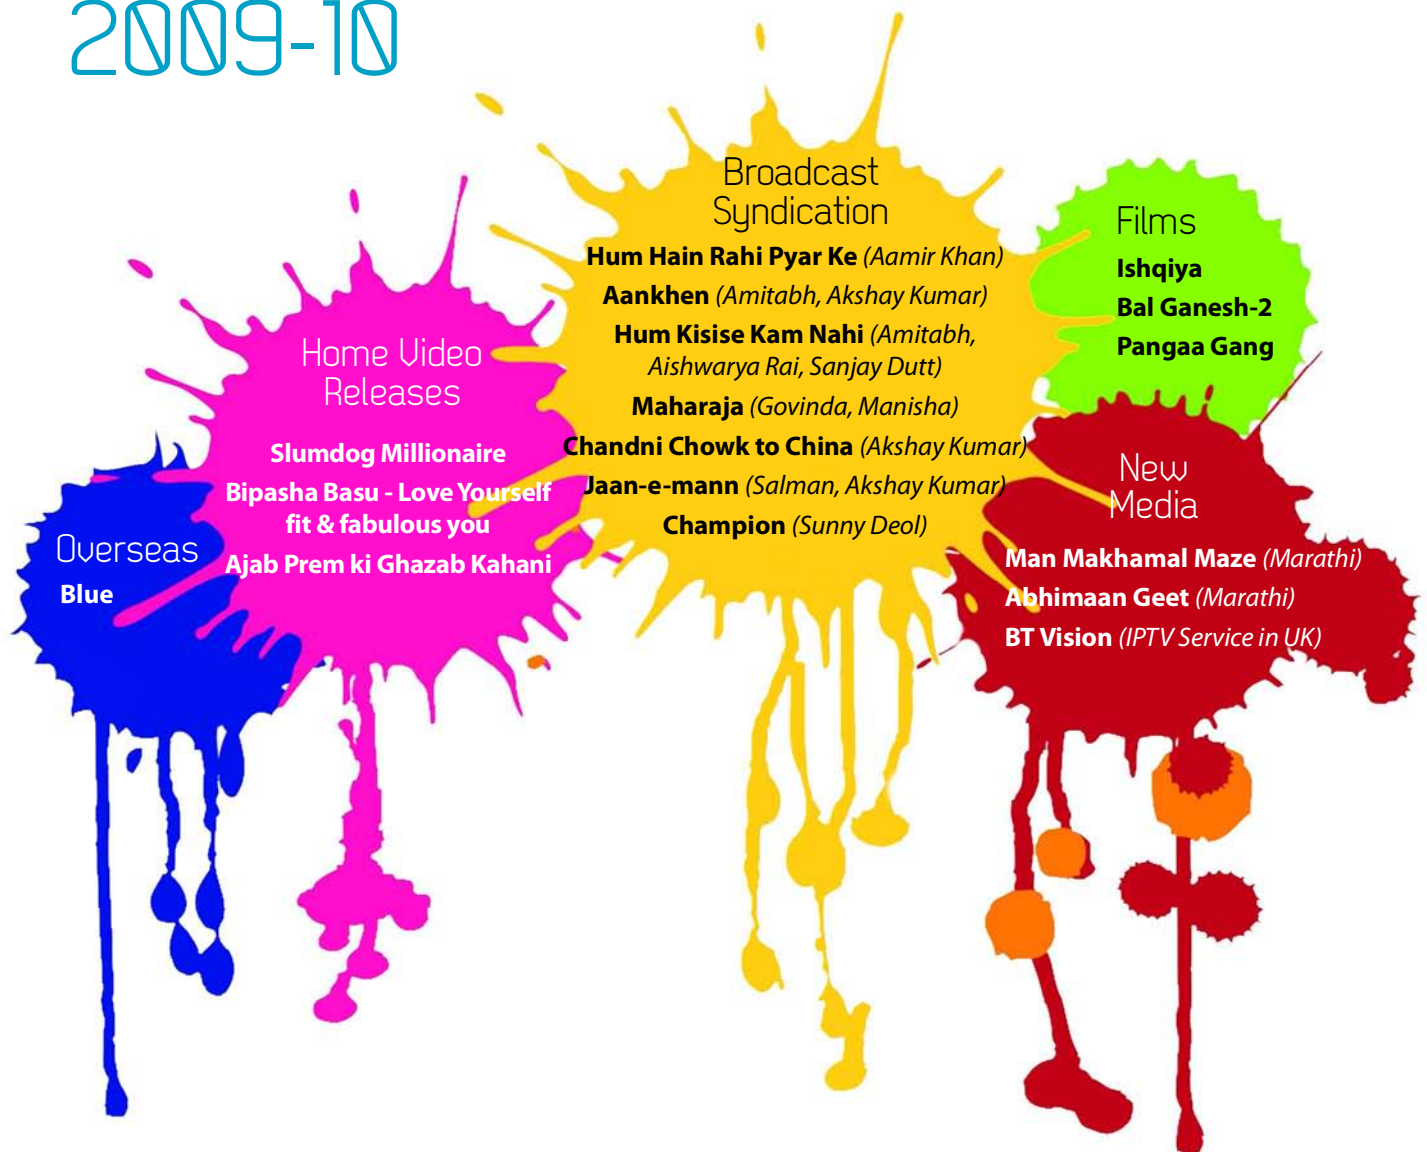 2009-10
Broadcast
Syndication
Hum Hain Rahi Pyar Ke (Aamir Khan)
Aankhen (Amitabh, Akshay Kumar)
Hum Kisise Kam Nahi (Amitabh,
Aishwarya Rai, Sanjay Dutt)
Maharaja (Govinda, Manisha)
Chandni Chowk to China (Akshay Kumar)
Jaan-e-mann (Salman, Akshay Kumar)
Champion (Sunny Deol)
Films
Ishqiya
Bal Ganesh-2
Pangaa Gang
Home Video
Releases
Slumdog Millionaire
Bipasha Basu - Love Yourself
fit & fabulous you
Ajab Prem ki Ghazab Kahani
New
Media
Man Makhamal Maze (Marathi)
Abhimaan Geet (Marathi)
BT Vision (IPTV Service in UK)
Overseas
Blue